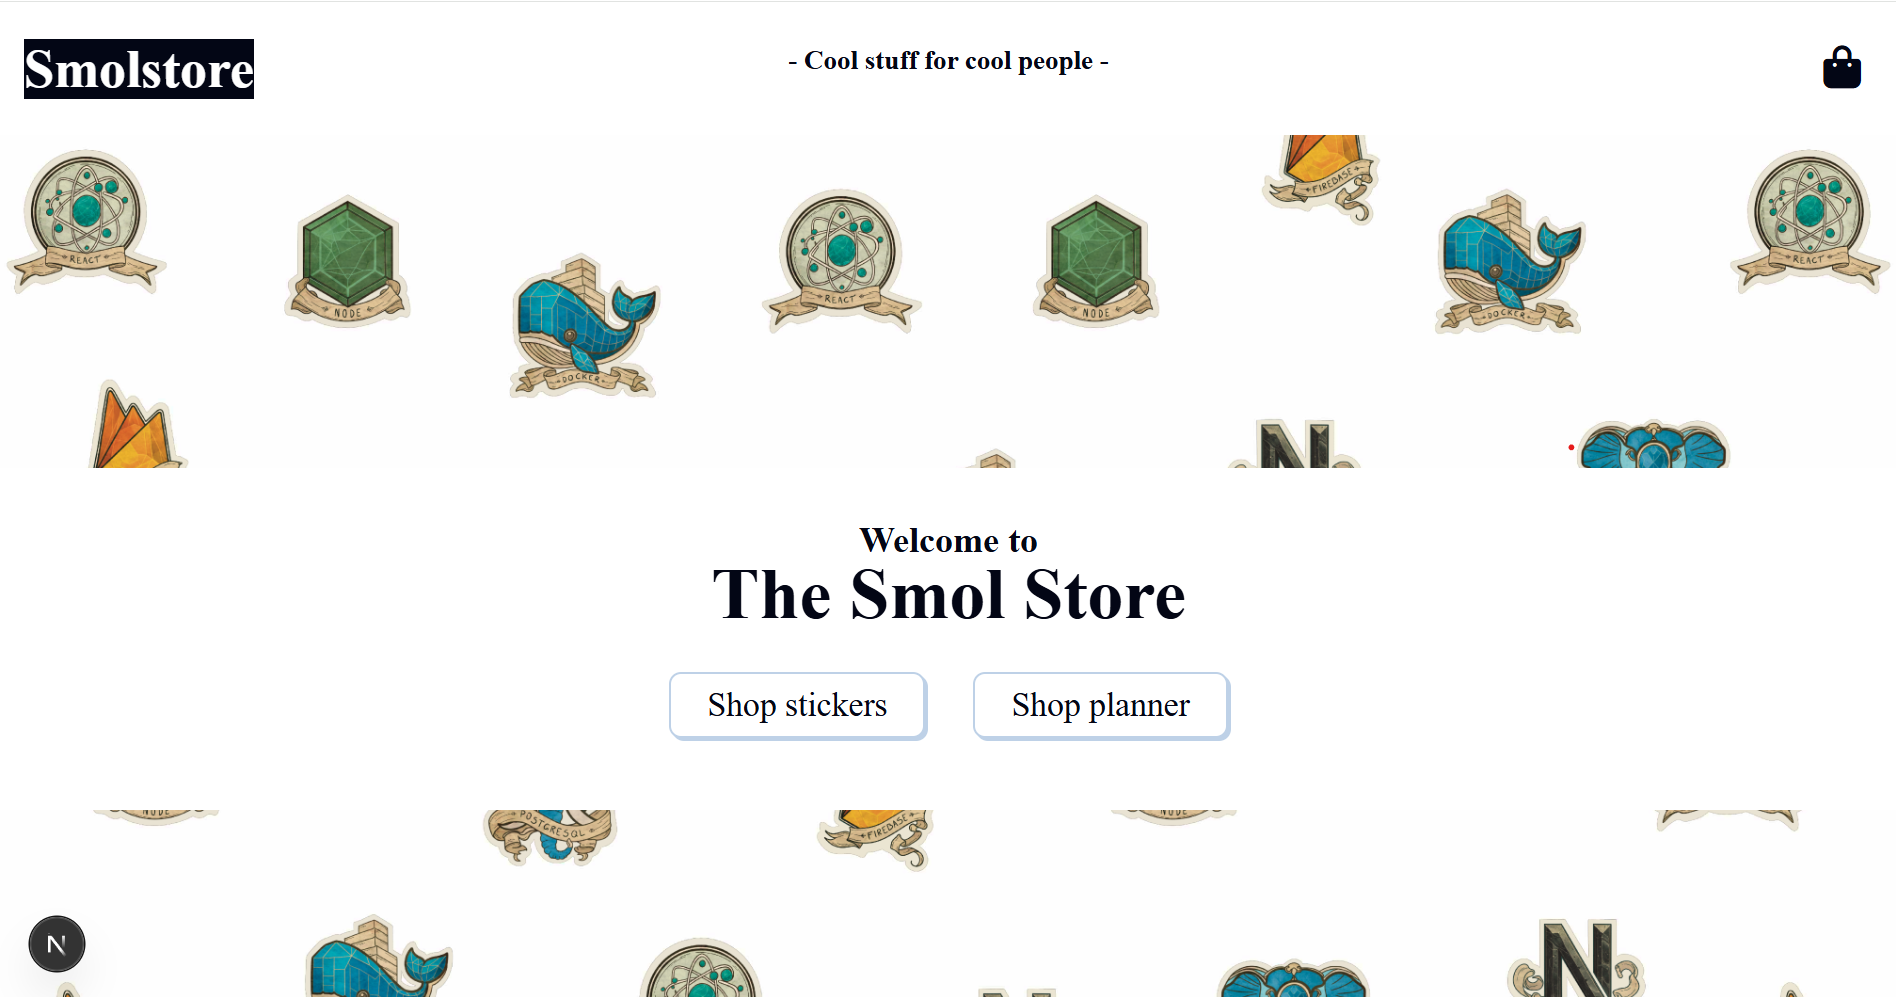 Smolstore
- Cool stuff for cool people -
FIREBASE
REACT
NODE
DOCKER
REACT
NODE
DOCKER
REACT
N
Welcome to
The Smol Store
Shop stickers
Shop planner
NODE
POSTGRESQL
FIREBASE
NODE
N
N